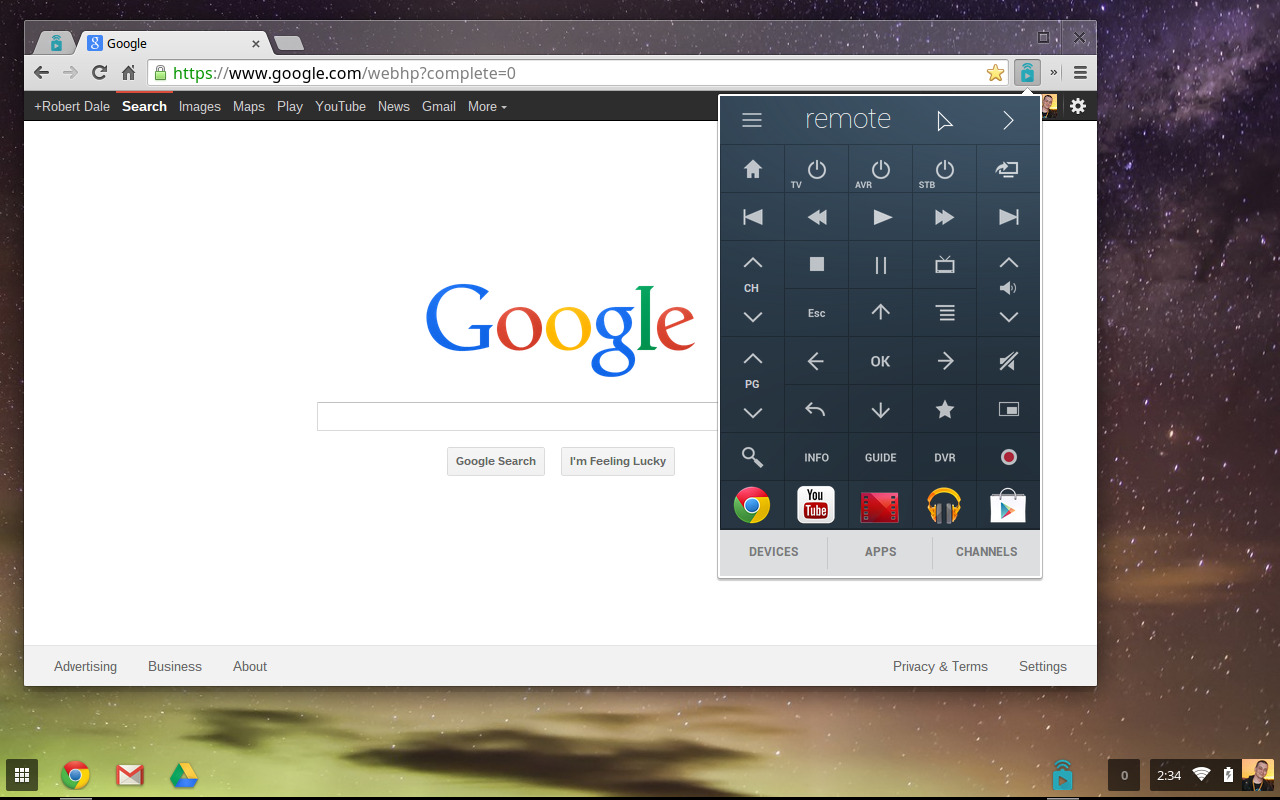 Google
https://www.google.com/webhp?complete=0
»
+Robert Dale Search Images Maps Play YouTube News Gmail More
remote
TV AVR STB
CH
Esc
PG
OK
INFO GUIDE DVR
You
Tube
DEVICES APPS CHANNELS
Google
Google Search I'm Feeling Lucky
Advertising Business About Privacy & Terms Settings
0 2:34